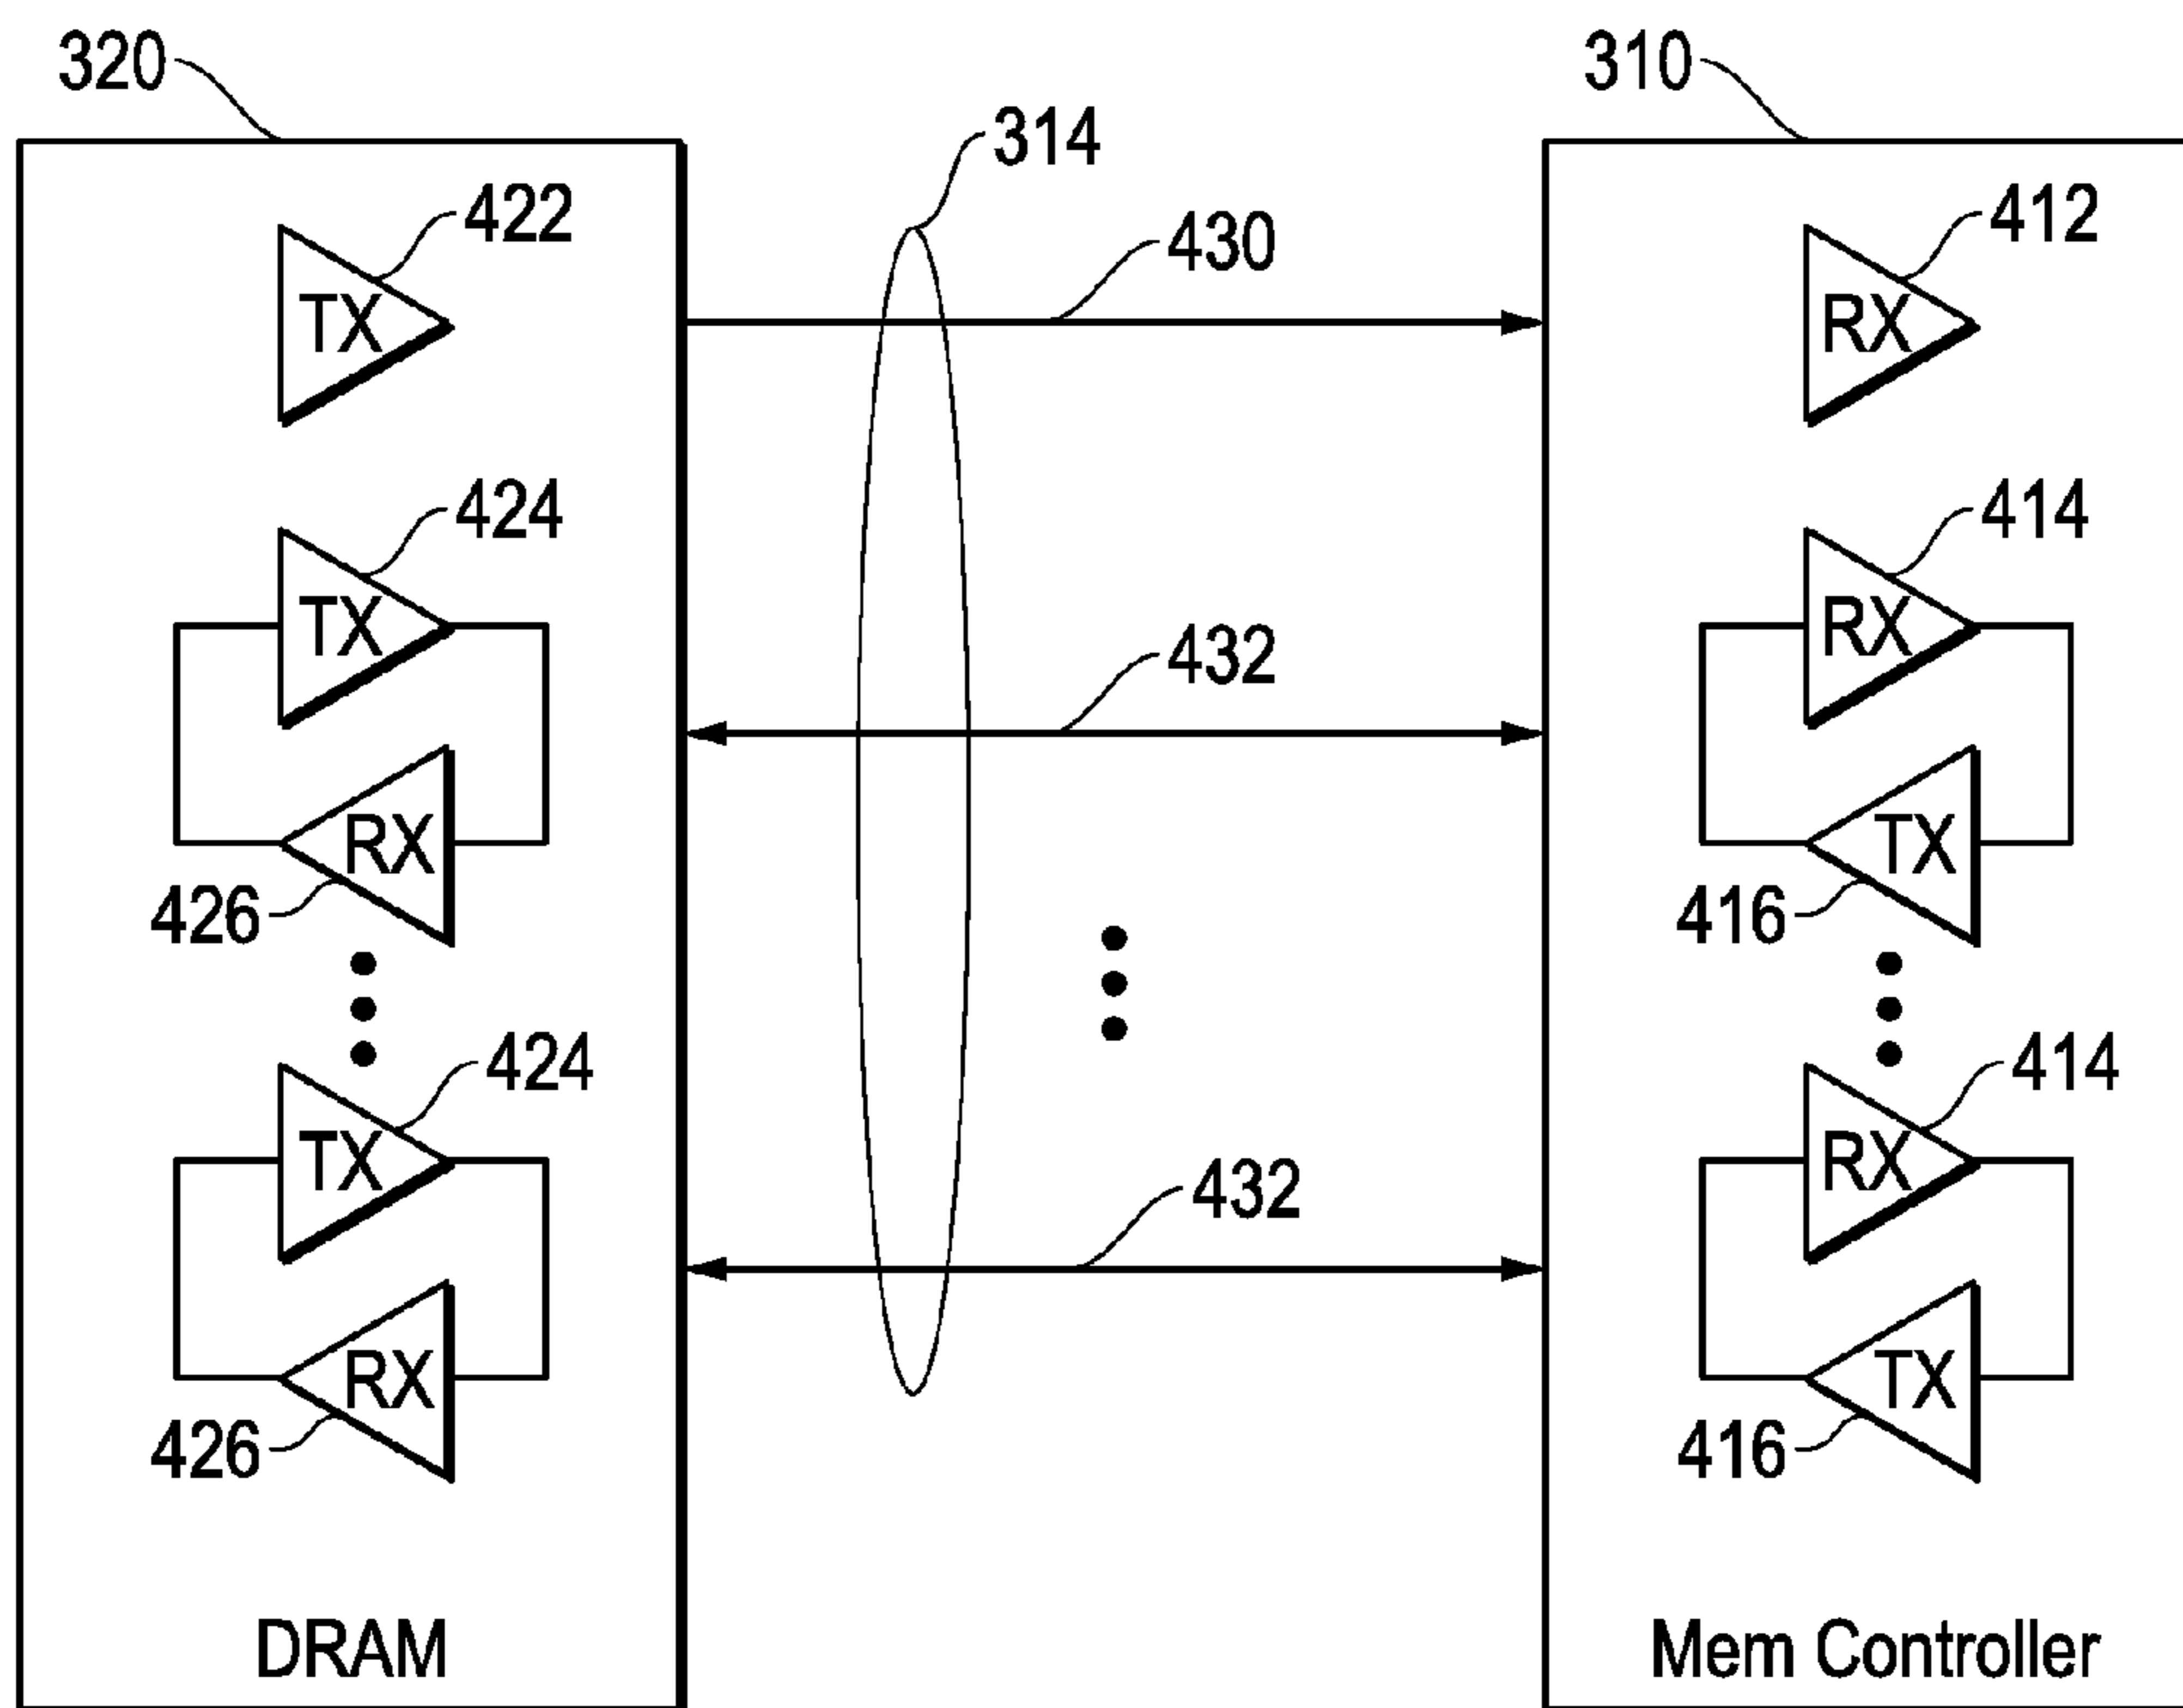 320
310
314
422
430
412
TX
RX
424
414
TX
RX
432
RX
TX
426
416
424
414
TX
RX
432
RX
TX
426
416
DRAM
Mem Controller